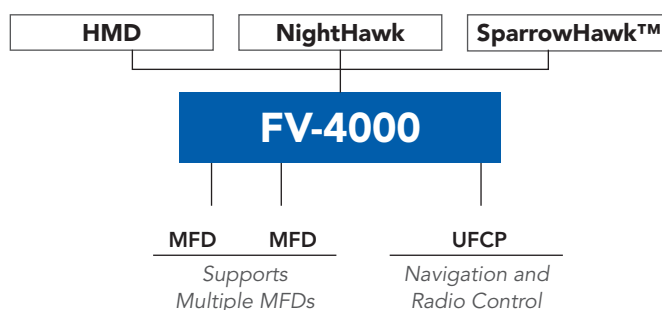 HMD
NightHawk
SparrowHawk™
FV-4000
MFD
MFD
UFCP
Supports
Multiple MFDs
Navigation and
Radio Control